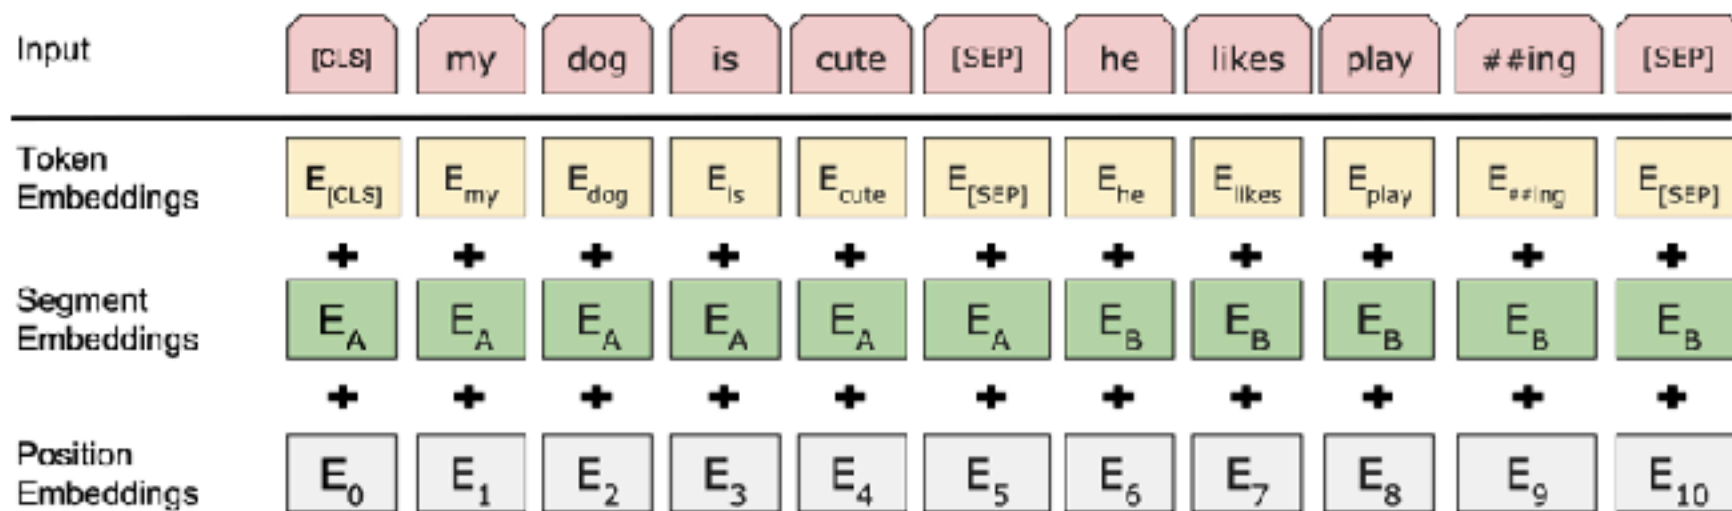 Input [CLS] my dog is cute [SEP] he likes play ##ing [SEP]
Token
Embeddings E[CLS] Emy Edog Eis Ecute E[SEP] Ehe Elikes Eplay E##ing E[SEP]
+ + + + + + + + + + +
Segment
Embeddings EA EA EA EA EA EA EB EB EB EB EB
+ + + + + + + + + + +
Position
Embeddings E0 E1 E2 E3 E4 E5 E6 E7 E8 E9 E10